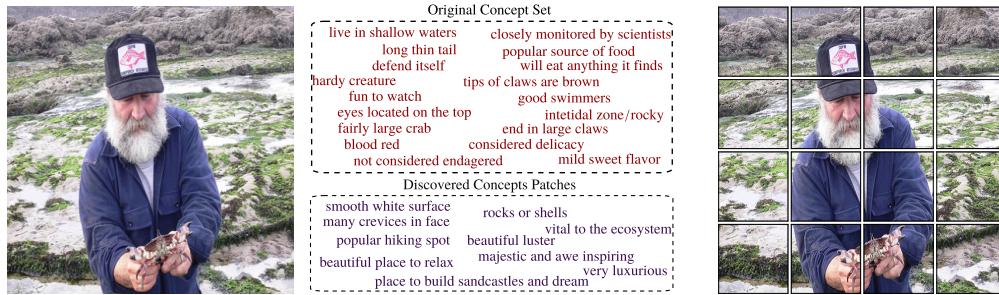 Original Concept Set
live in shallow waters closely monitored by scientists
long thin tail popular source of food
defend itself will eat anything it finds
hardy creature tips of claws are brown
fun to watch good swimmers
eyes located on the top intetidal zone/rocky
fairly large crab end in large claws
blood red considered delicacy
not considered endagered mild sweet flavor
Discovered Concepts Patches
smooth white surface rocks or shells
many crevices in face vital to the ecosystem
popular hiking spot beautiful luster
beautiful place to relax majestic and awe inspiring
very luxurious
place to build sandcastles and dream